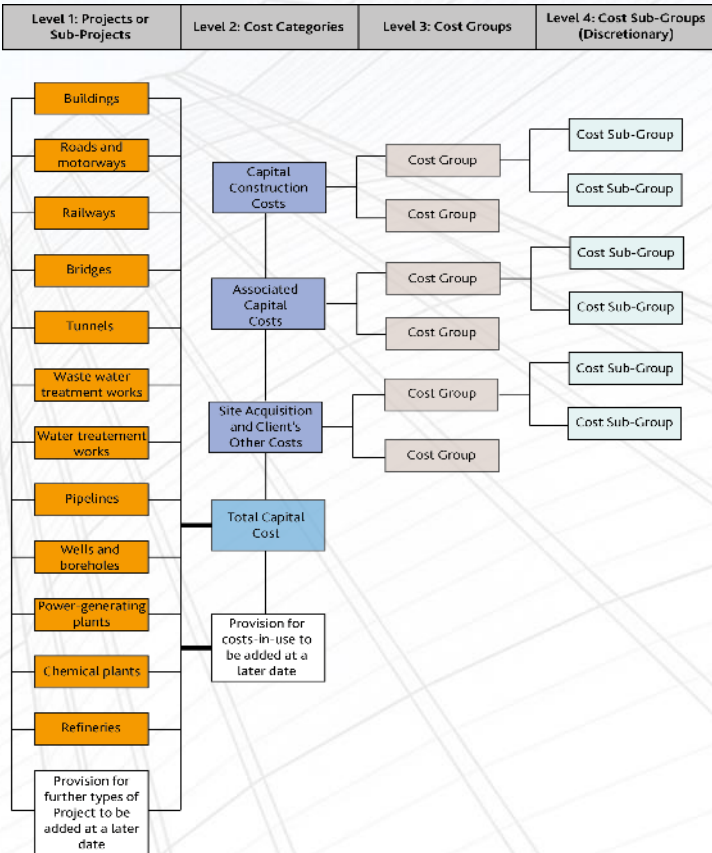 Level 1: Projects or
Sub-Projects
Level 2: Cost Categories
Level 3: Cost Groups
Level 4: Cost Sub-Groups
(Discretionary)
Buildings
Roads and
motorways
Railways
Bridges
Tunnels
Waste water
treatment works
Water treatement
works
Pipelines
Wells and
boreholes
Power-generating
plants
Chemical plants
Refineries
Provision for
further types of
Project to be
added at a later
date
Capital
Construction
Costs
Associated
Capital
Costs
Site Acquisition
and Client's
Other Costs
Total Capital
Cost
Provision for
costs-in-use to
be added at a
later date
Cost Group
Cost Group
Cost Group
Cost Group
Cost Group
Cost Group
Cost Sub-Group
Cost Sub-Group
Cost Sub-Group
Cost Sub-Group
Cost Sub-Group
Cost Sub-Group